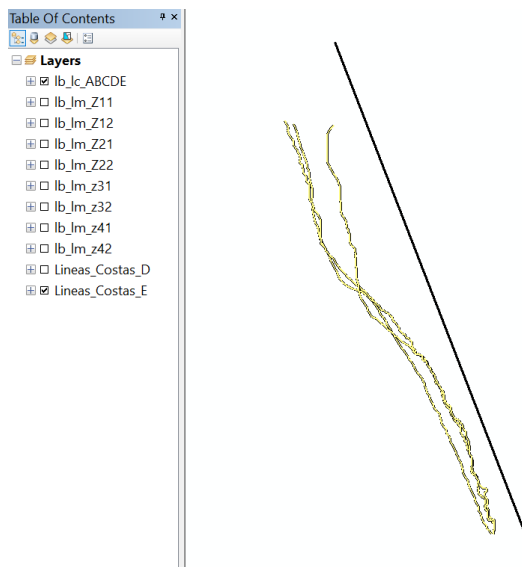 Table Of Contents
Layers
lb_lc_ABCDE
lb_lm_Z11
lb_lm_Z12
lb_lm_Z21
lb_lm_Z22
lb_lm_z31
lb_lm_z32
lb_lm_z41
lb_lm_z42
Lineas_Costas_D
Lineas_Costas_E